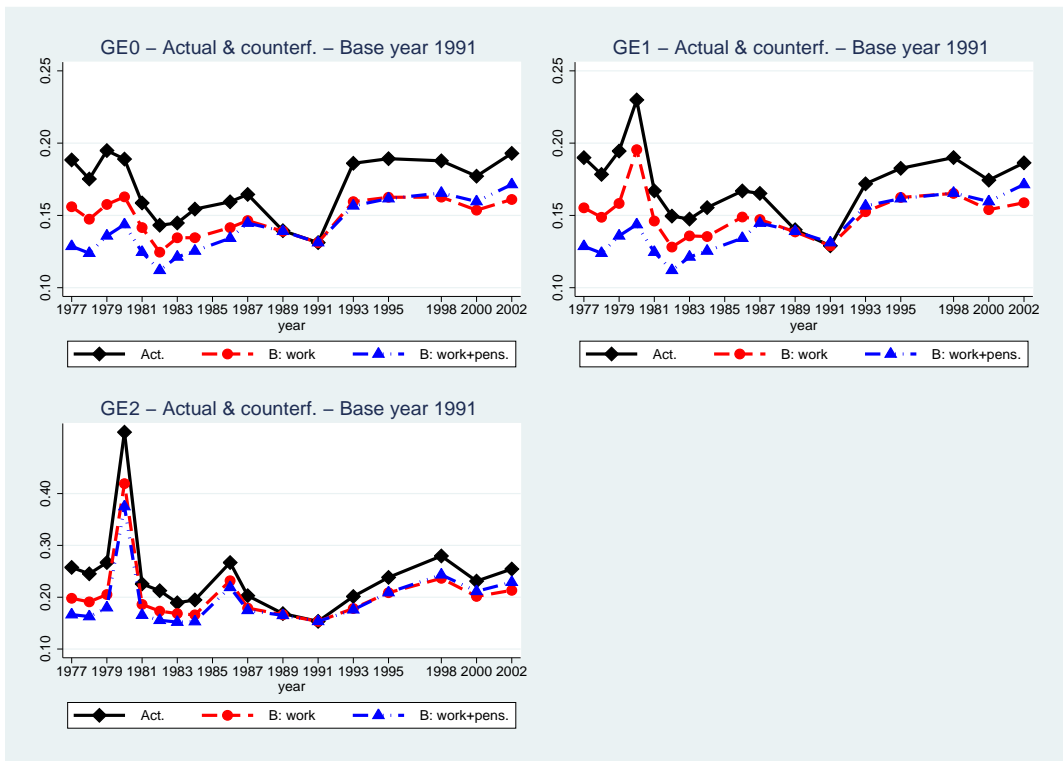 GE0 − Actual & counterf. − Base year 1991
0.25
0.20
0.15
0.10
1977 1979 1981 1983 1985 1987 1989 1991 1993 1995 1998 2000 2002
year
Act. B: work B: work+pens.
GE1 − Actual & counterf. − Base year 1991
0.25
0.20
0.15
0.10
1977 1979 1981 1983 1985 1987 1989 1991 1993 1995 1998 2000 2002
year
Act. B: work B: work+pens.
GE2 − Actual & counterf. − Base year 1991
0.40
0.30
0.20
0.10
1977 1979 1981 1983 1985 1987 1989 1991 1993 1995 1998 2000 2002
year
Act. B: work B: work+pens.